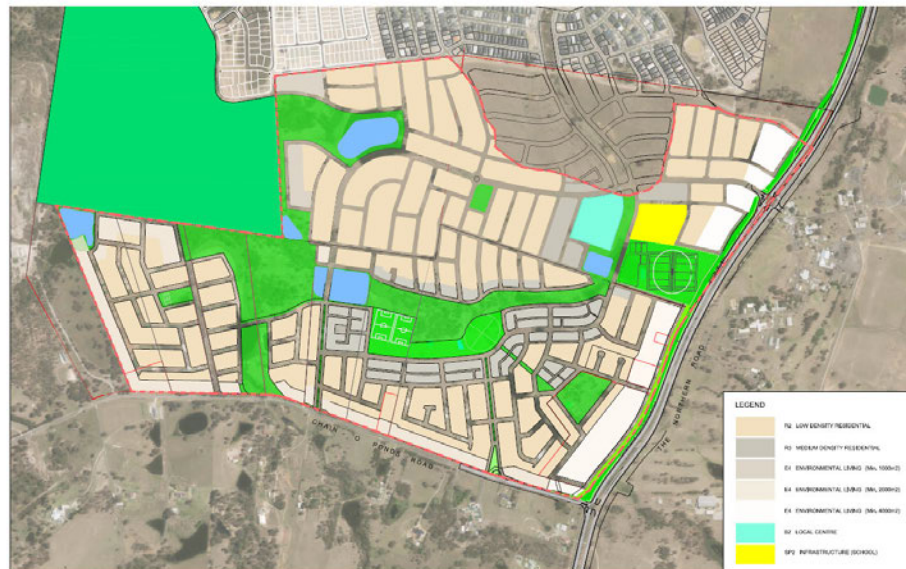 CHAIN-O-PONDS ROAD
THE NORTHERN ROAD
LEGEND
R2 LOW DENSITY RESIDENTIAL
R3 MEDIUM DENSITY RESIDENTIAL
E4 ENVIRONMENTAL LIVING (Min. 1000m2)
E4 ENVIRONMENTAL LIVING (Min. 2000m2)
E4 ENVIRONMENTAL LIVING (Min. 4000m2)
B2 LOCAL CENTRE
SP2 INFRASTRUCTURE (SCHOOL)